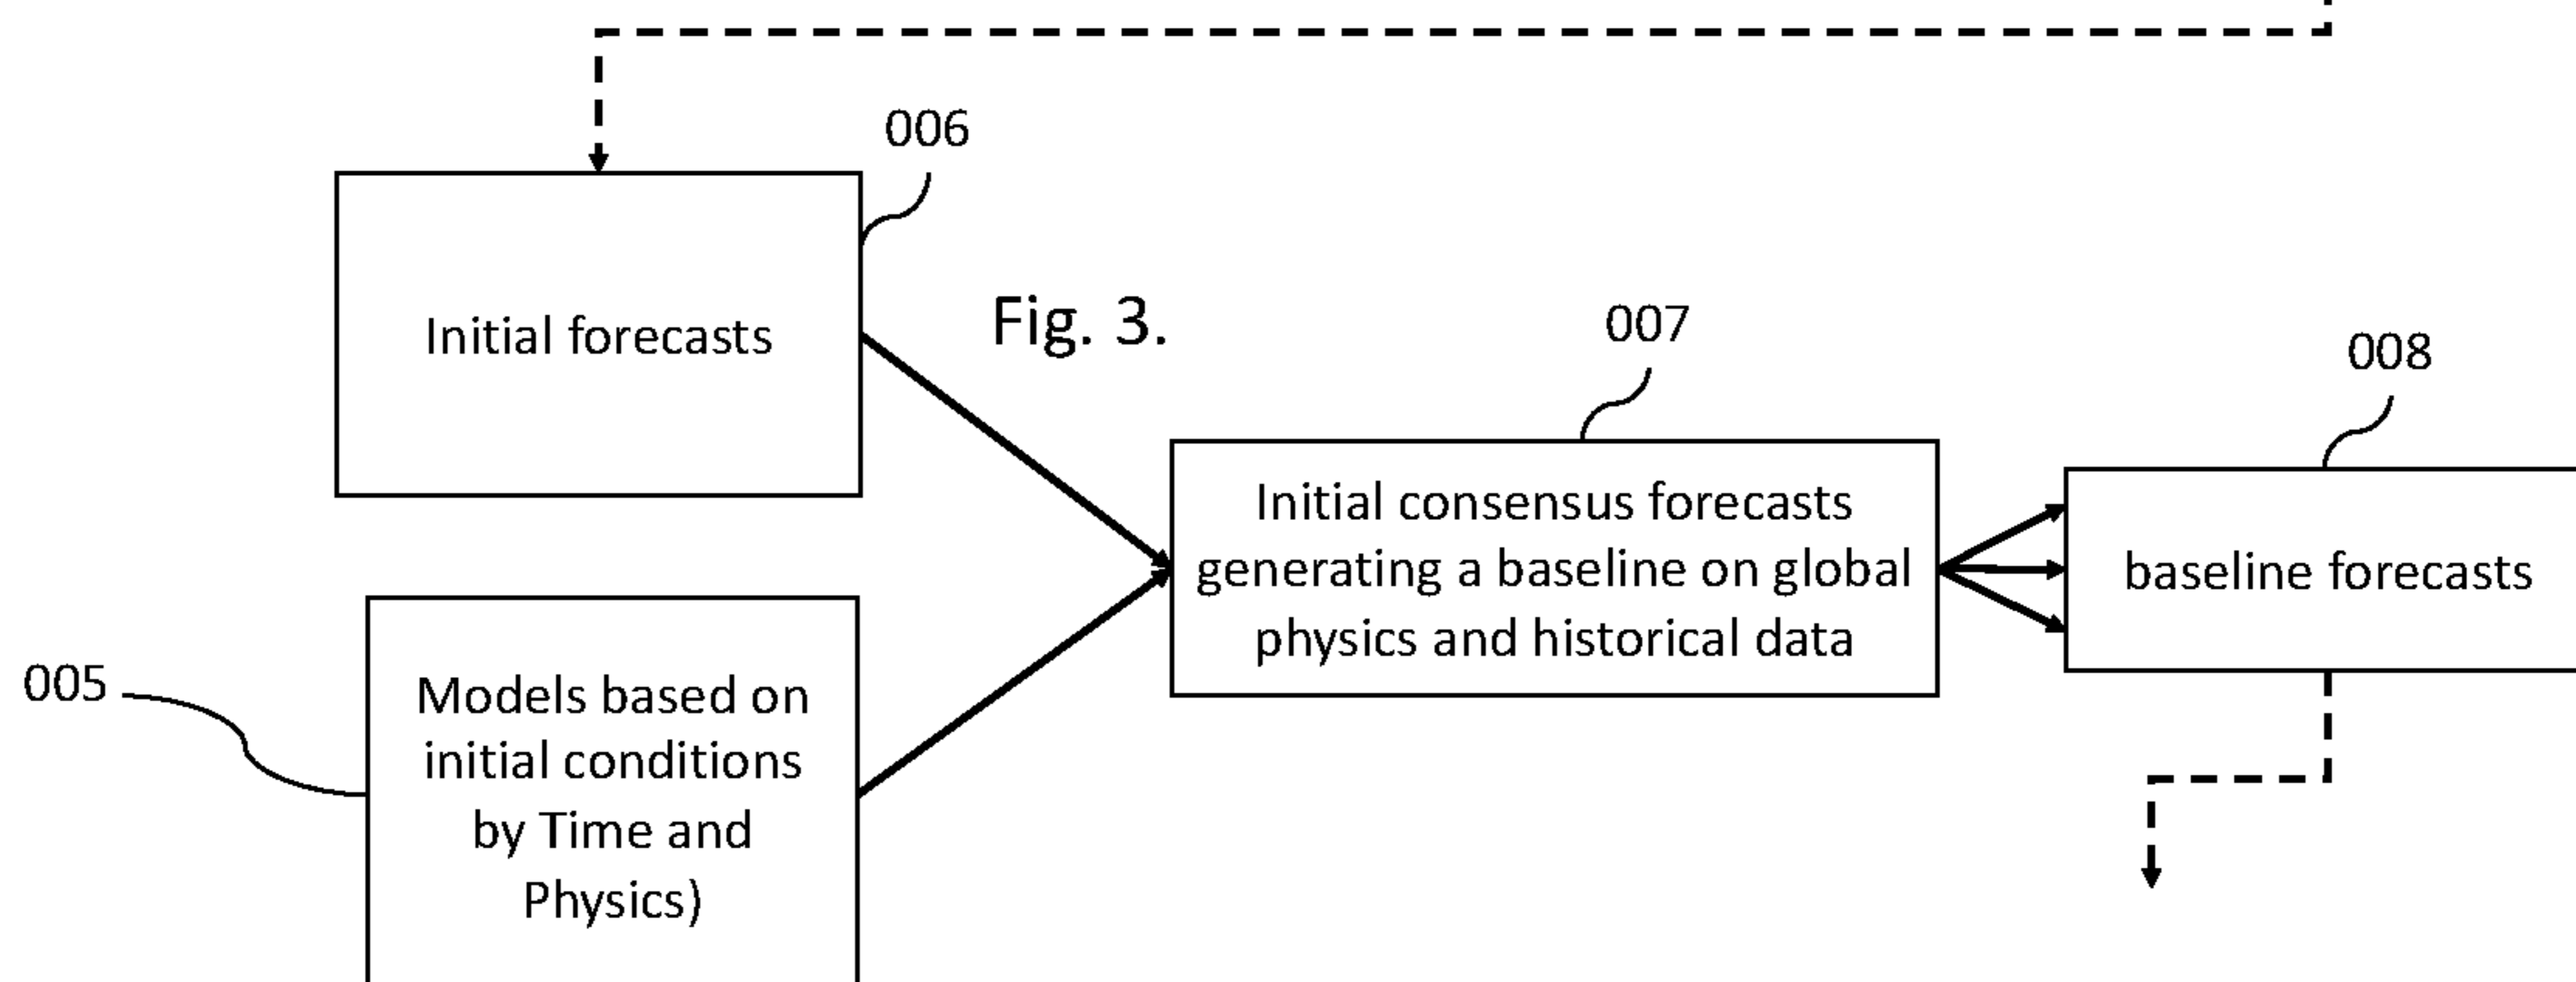 006
Initial forecasts
Fig. 3.
007
008
Initial consensus forecasts
generating a baseline on global
physics and historical data
baseline forecasts
005
Models based on
initial conditions
by Time and
Physics)